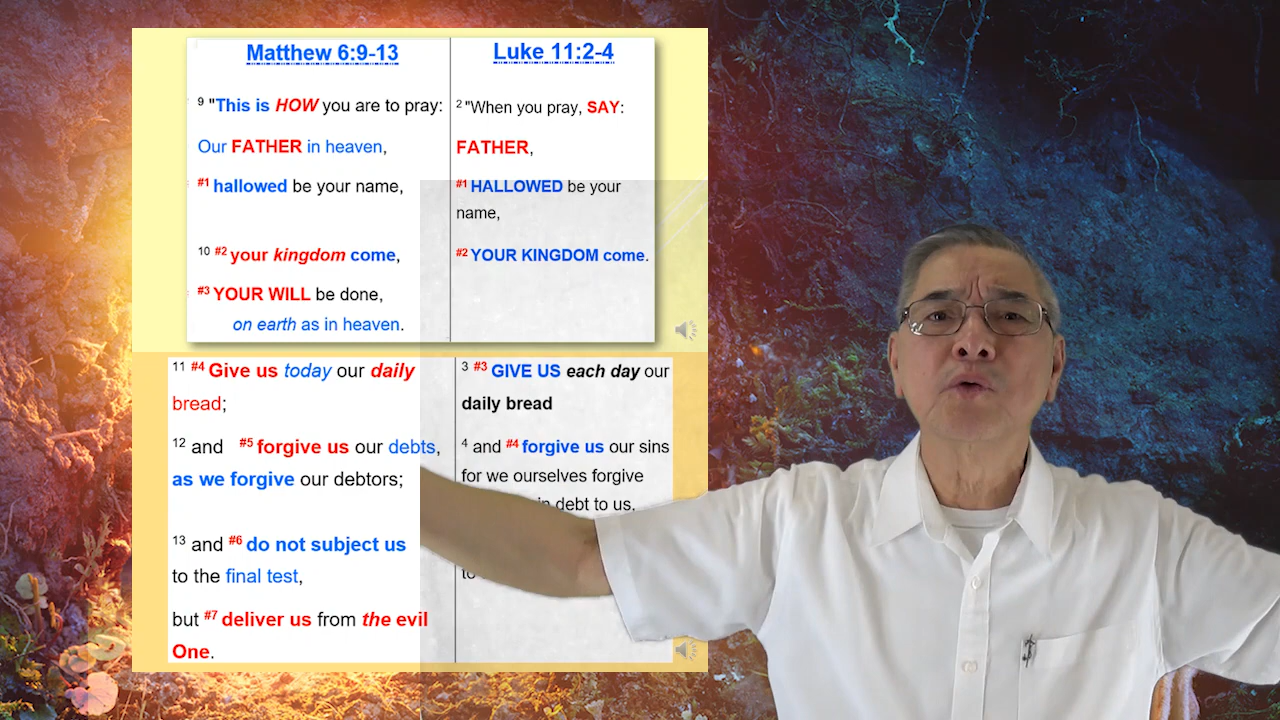 Matthew 6:9-13
9 "This is HOW you are to pray:
Our FATHER in heaven,
#1 hallowed be your name,
10 #2 your kingdom come,
#3 YOUR WILL be done,
on earth as in heaven.
Luke 11:2-4
2 "When you pray, SAY:
FATHER,
#1 HALLOWED be your
name,
#2 YOUR KINGDOM come.
11 #4 Give us today our daily
bread;
12 and #5 forgive us our debts,
as we forgive our debtors;
13 and #6 do not subject us
to the final test,
but #7 deliver us from the evil
One.
3 #3 GIVE US each day our
daily bread
4 and #4 forgive us our sins
for we ourselves forgive
in debt to us,
to